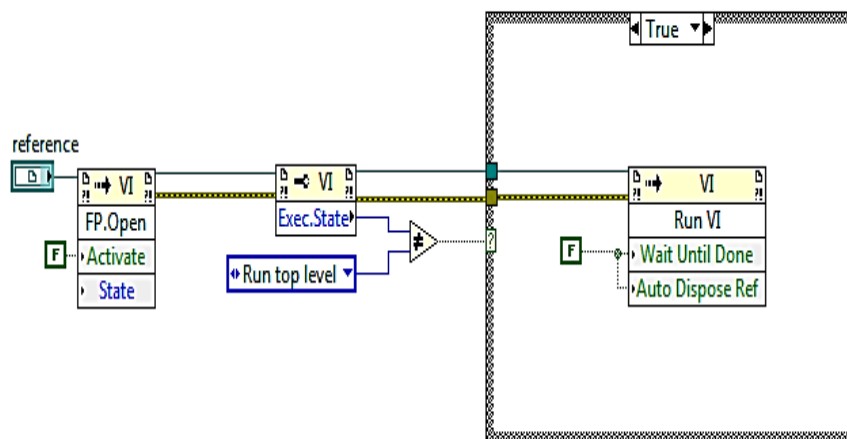 True
reference
VI
FP.Open
F
Activate
State
VI
Exec.State
Run top level
?
VI
Run VI
F
Wait Until Done
Auto Dispose Ref